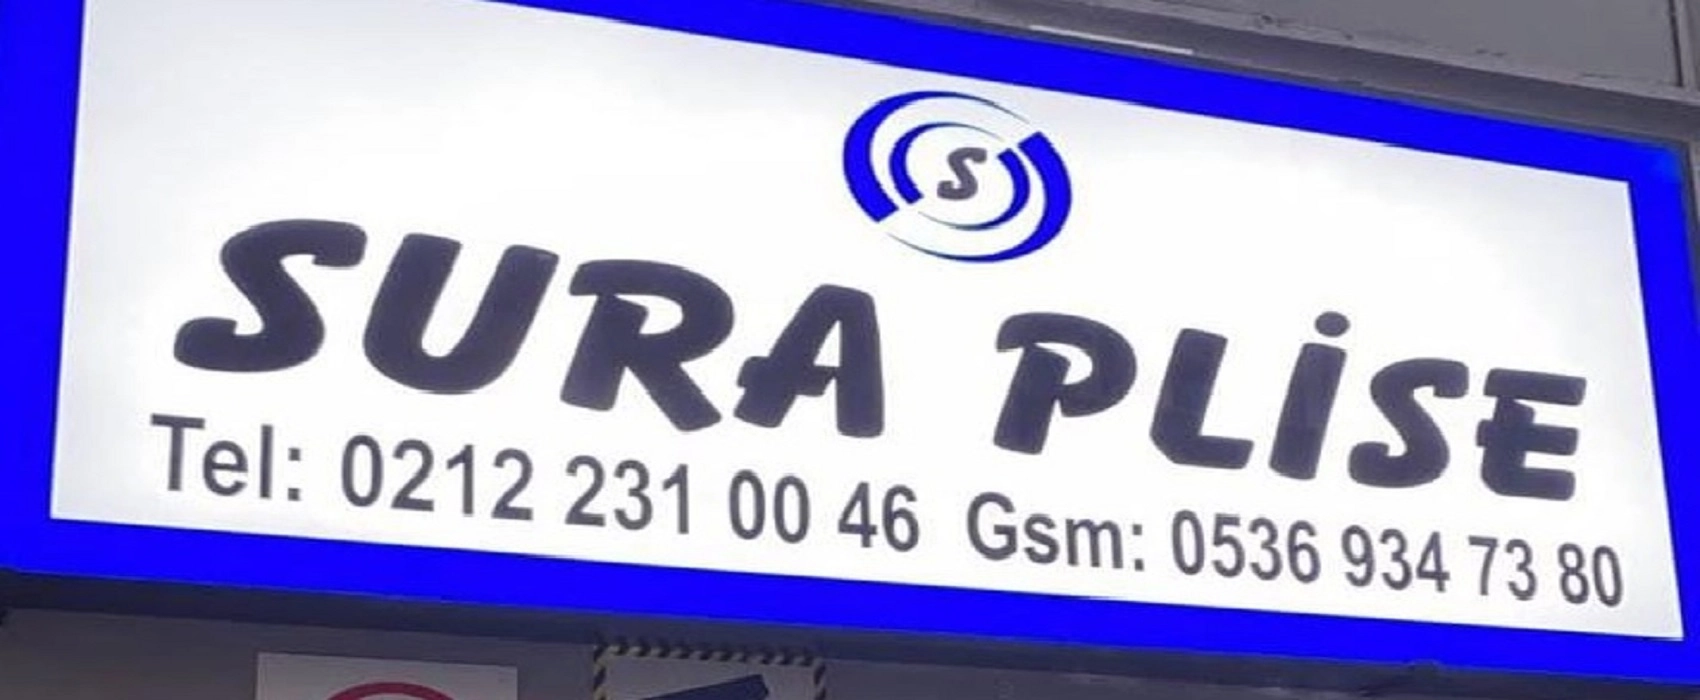 S
SURA PLİSE
Tel: 0212 231 00 46 Gsm: 0536 934 73 80